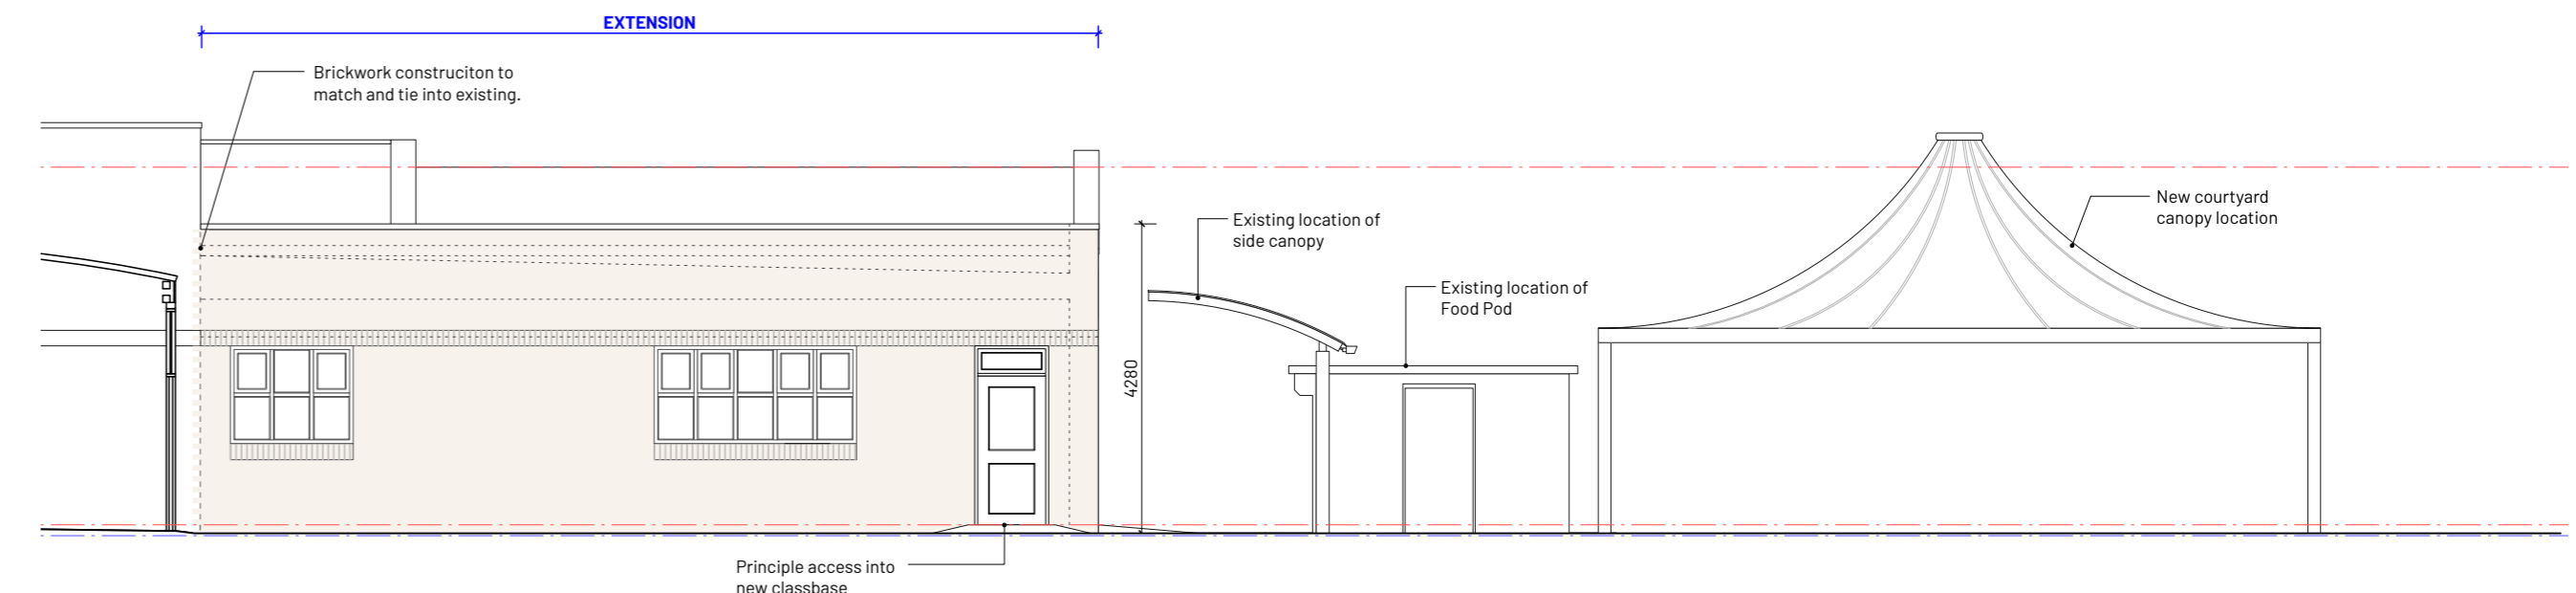 EXTENSION
Brickwork construciton to
match and tie into existing.
New courtyard
canopy location
Existing location of
side canopy
Existing location of
Food Pod
4280
Principle access into
new classbase